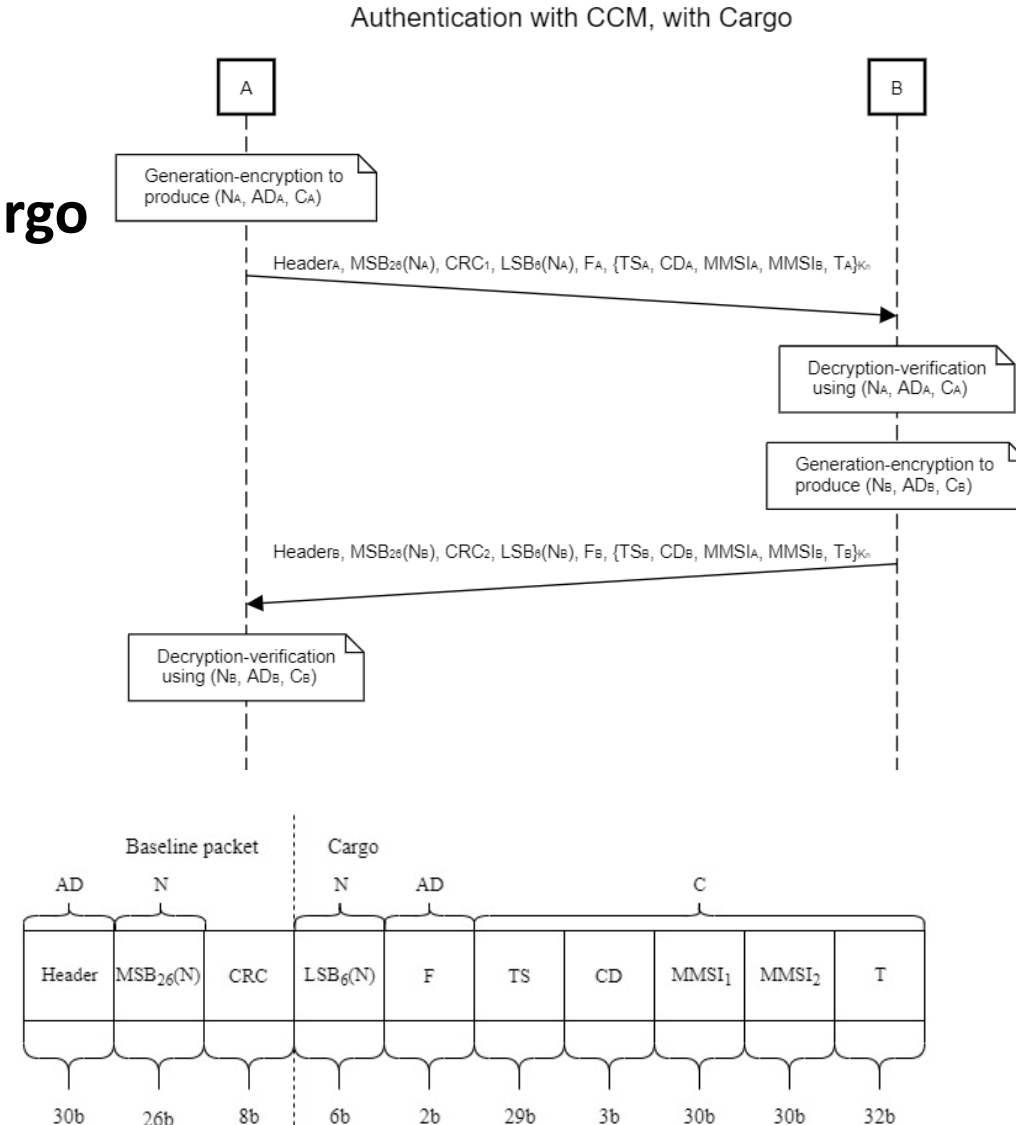 Authentication with CCM, with Cargo
A
B
Generation-encryption to
produce (NA, ADA, CA)
rgo
HeaderA, MSB26(NA), CRC1, LSB6(NA), FA, {TSA, CDA, MMSIA, MMSIB, TA}Kn
Decryption-verification
using (NA, ADA, CA)
Generation-encryption to
produce (NB, ADB, CB)
HeaderB, MSB26(NB), CRC2, LSB6(NB), FB, {TSB, CDB, MMSIA, MMSIB, TB}Kn
Decryption-verification
using (NB, ADB, CB)
Baseline packet Cargo
AD N N AD C
Header MSB26(N) CRC LSB6(N) F TS CD MMSI1 MMSI2 T
30b 26b 8b 6b 2b 29b 3b 30b 30b 32b